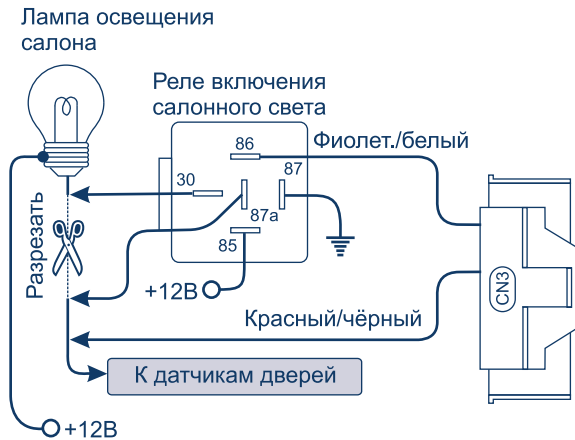 Лампа освещения
салона
Реле включения
салонного света
86
Фиолет./белый
30
87
87а
85
Разрезать
+12В
CN3
Красный/чёрный
К датчикам дверей
+12В